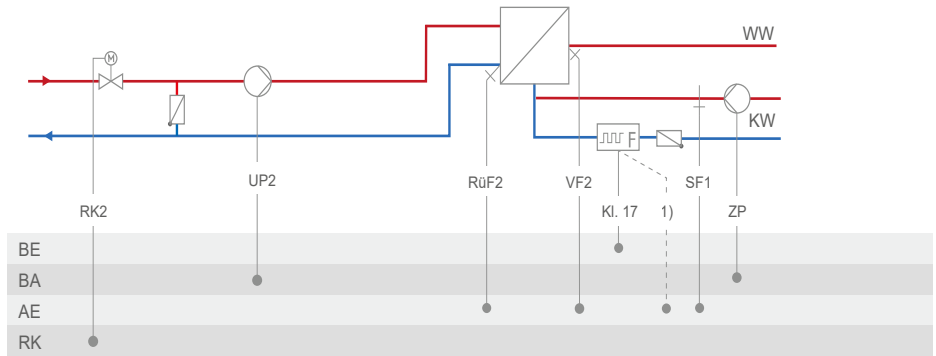 WW
M
KW
F
UP2
RüF2
VF2
SF1
RK2
Kl. 17
1)
ZP
BE
BA
AE
RK